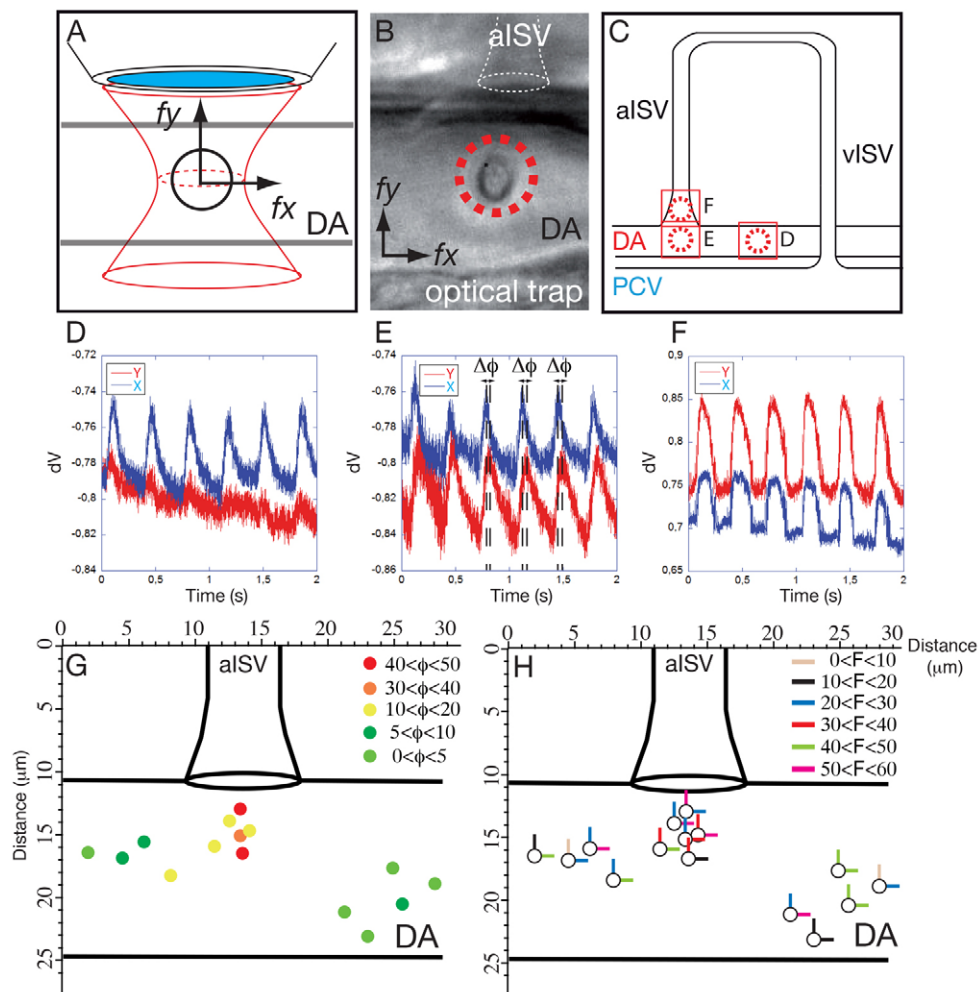 A
fy
fx
DA
B
aISV
fy
fx
DA
optical trap
C
aISV
vISV
F
DA
E
D
PCV
D
-0.72
-0.74
-0.76
-0.78
-0.8
-0.82
-0.84
dV
Y
X
0
0,5
1
1,5
2
Time (s)
E
-0.74
-0.76
-0.78
-0.8
-0.82
-0.84
-0.86
dV
Y
X
Δϕ Δϕ Δϕ
0
0,5
1
1,5
2
Time (s)
F
0,9
0,85
0,8
0,75
0,7
0,65
dV
Y
X
0
0,5
1
1,5
2
Time (s)
0 5 10 15 20 25 30
G
aISV
40<ϕ<50
30<ϕ<40
10<ϕ<20
5<ϕ<10
0<ϕ<5
0
5
10
15
20
25
Distance (μm)
DA
0 5 10 15 20 25 30
Distance
(μm)
H
aISV
0<F<10
10<F<20
20<F<30
30<F<40
40<F<50
50<F<60
0
5
10
15
20
25
DA